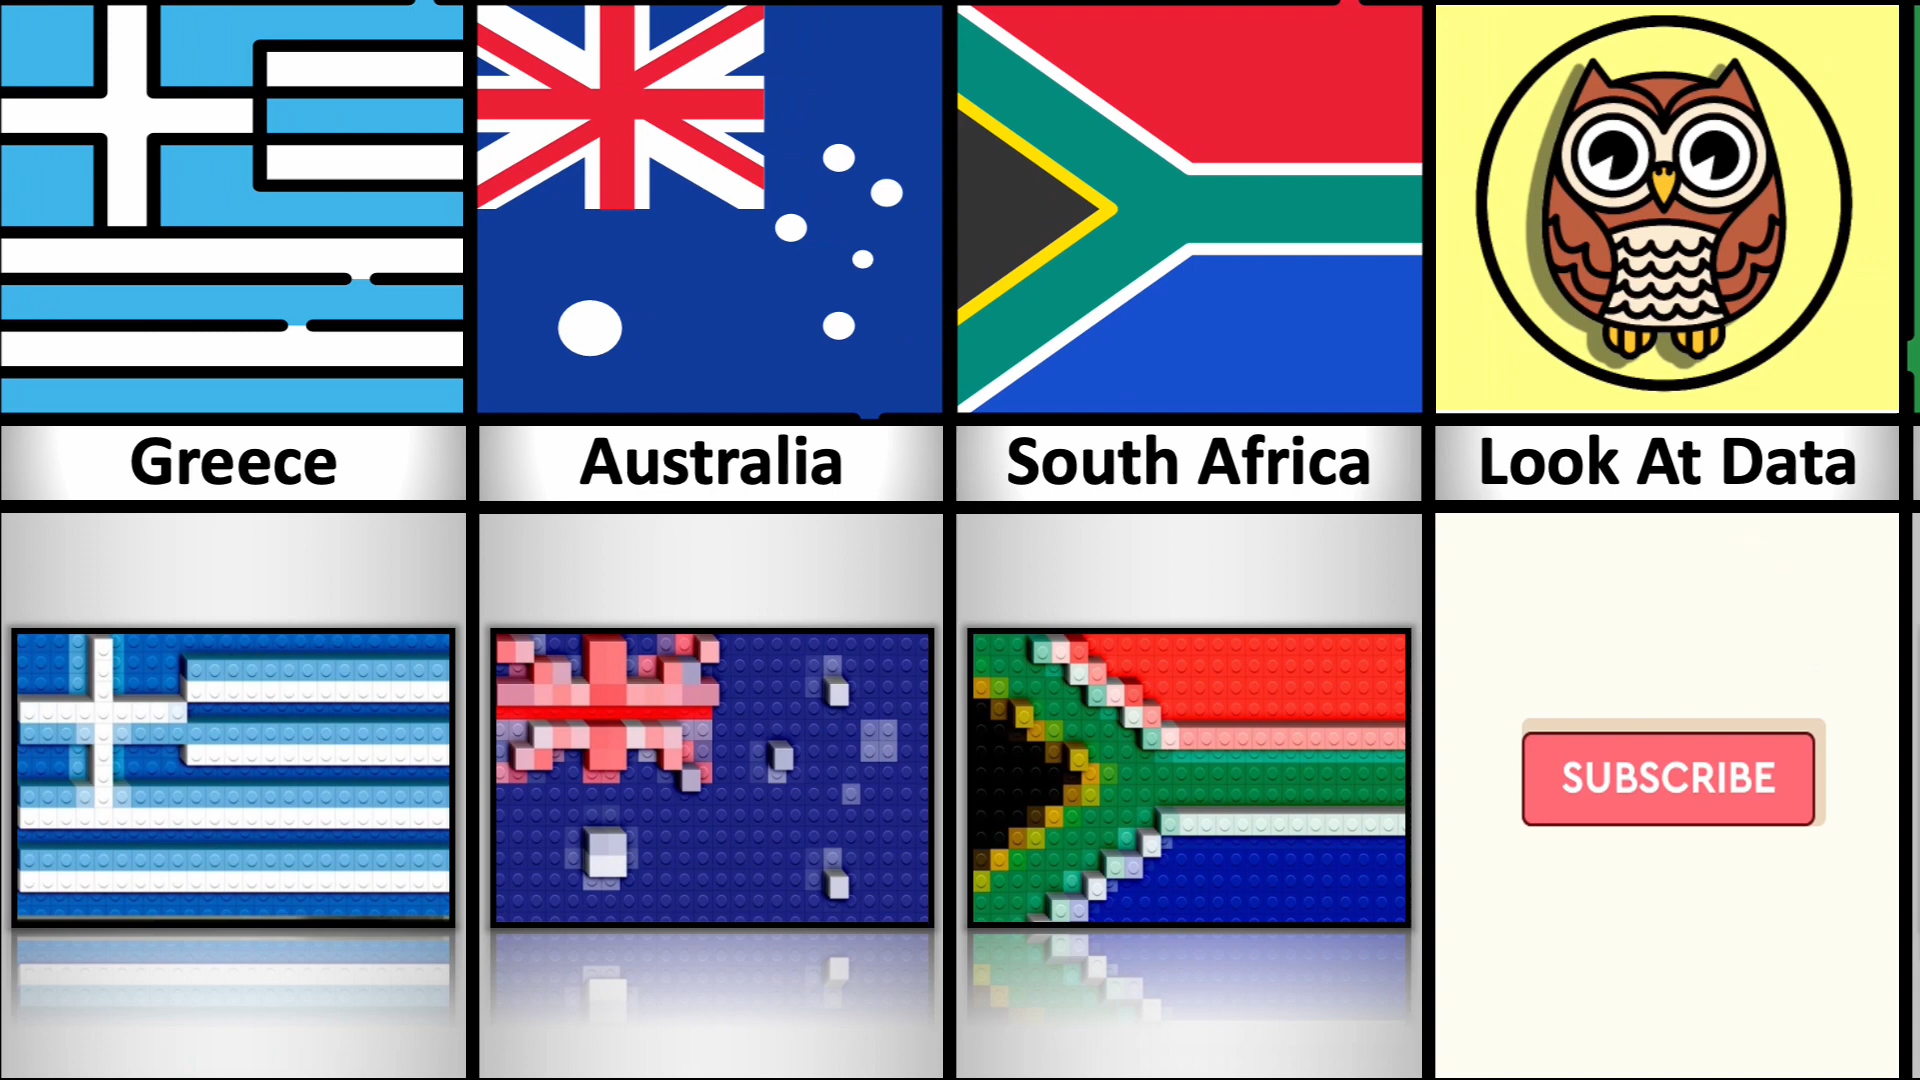 Greece
Australia
South Africa
Look At Data
SUBSCRIBE